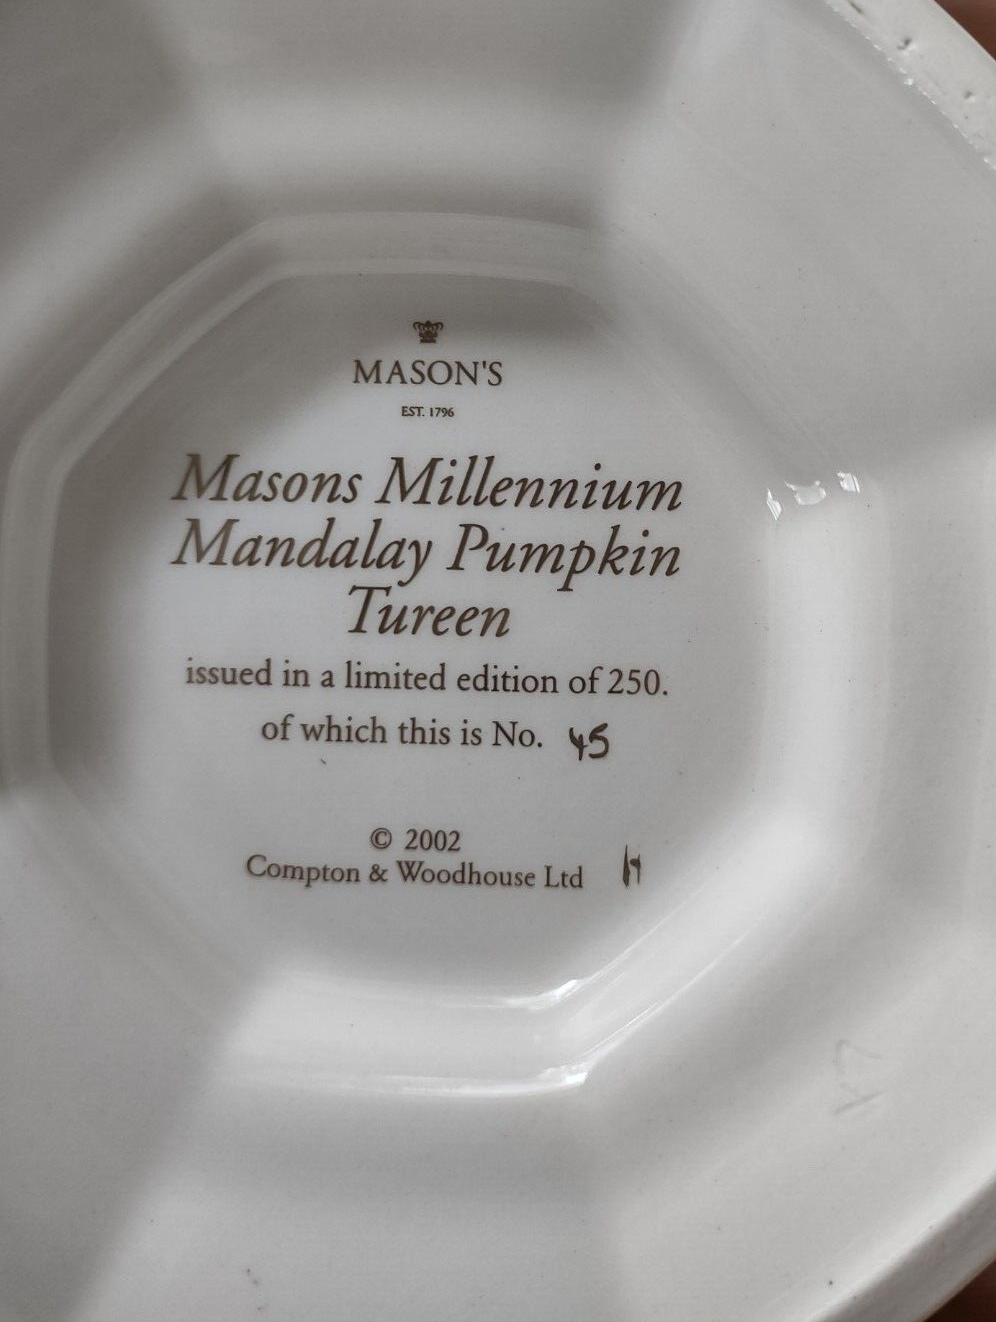 MASON'S
EST. 1796
Masons Millennium
Mandalay Pumpkin
Tureen
issued in a limited edition of 250.
of which this is No. 45
© 2002
Compton & Woodhouse Ltd H